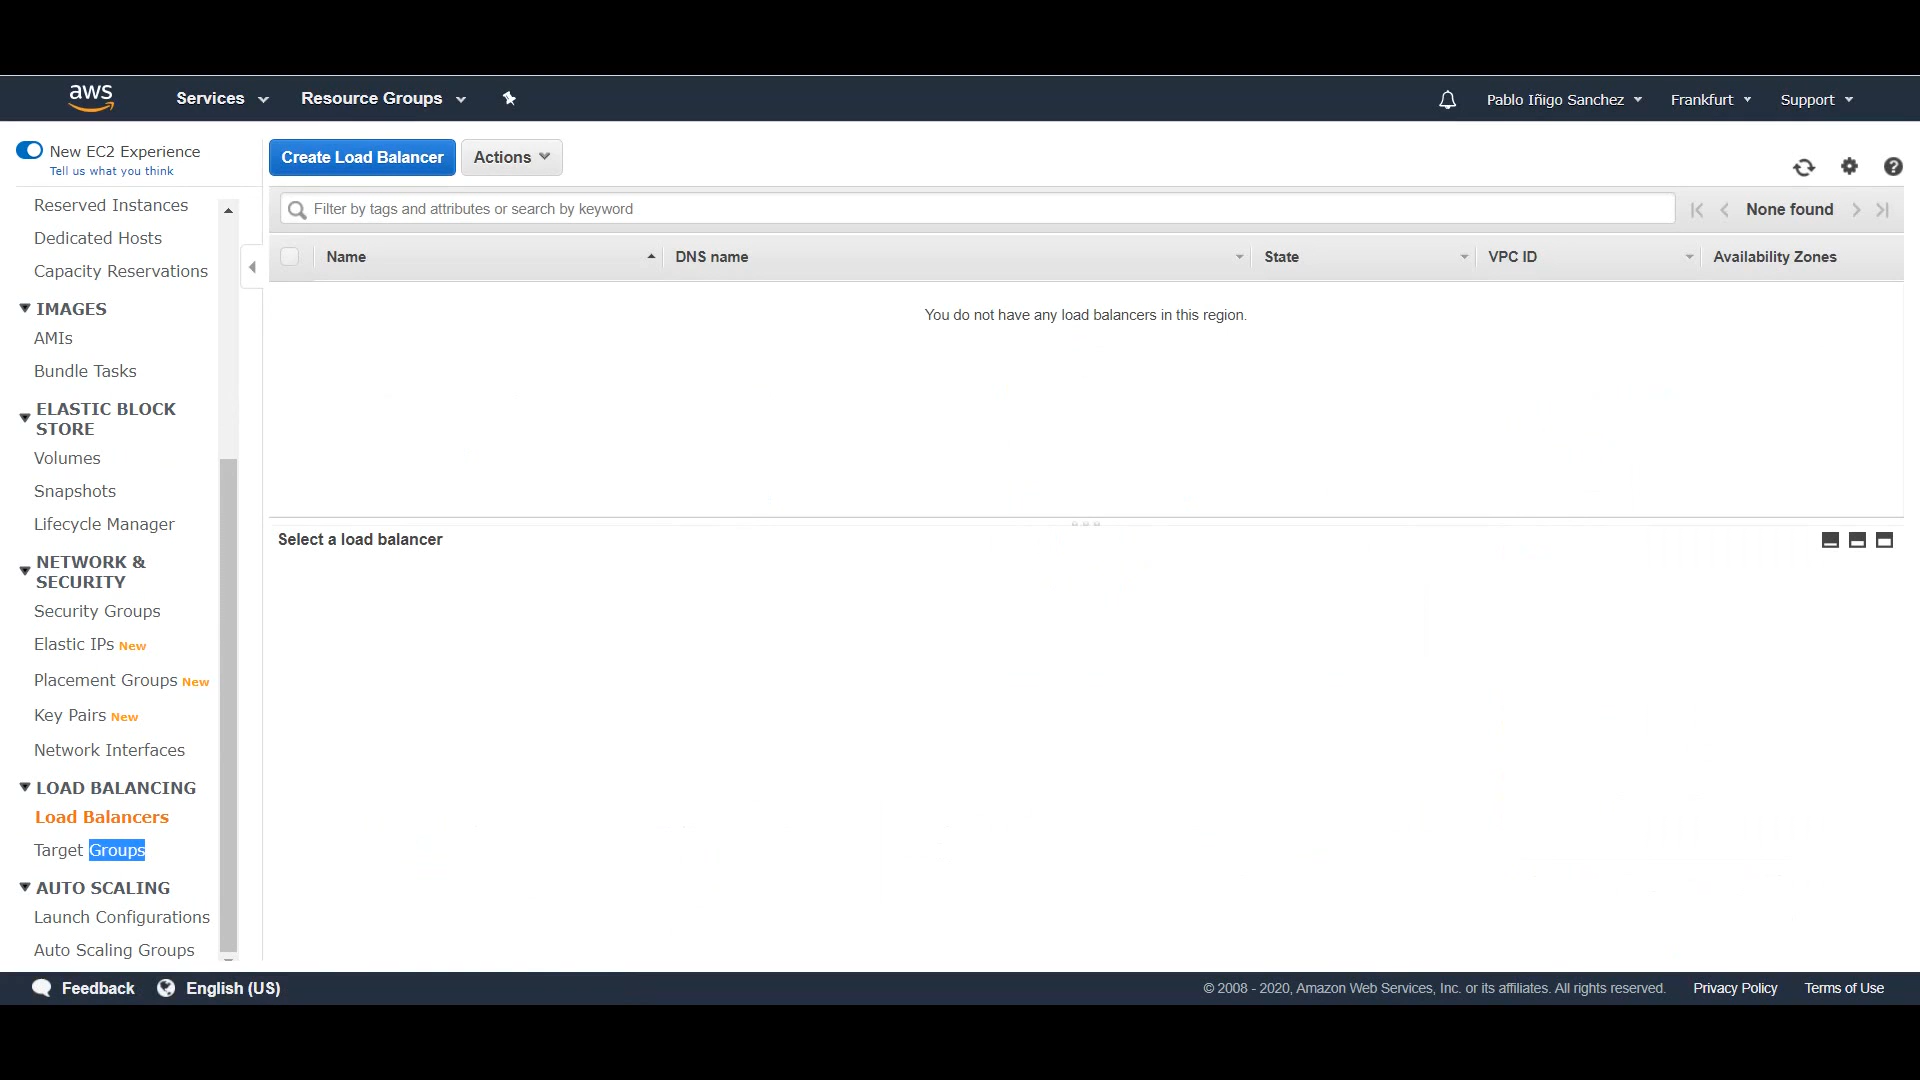 aws
Services
Resource Groups
Pablo Iñigo Sanchez
Frankfurt
Support
New EC2 Experience
Tell us what you think
Reserved Instances
Dedicated Hosts
Capacity Reservations
IMAGES
AMIs
Bundle Tasks
ELASTIC BLOCK
STORE
Volumes
Snapshots
Lifecycle Manager
NETWORK &
SECURITY
Security Groups
Elastic IPs New
Placement Groups New
Key Pairs New
Network Interfaces
LOAD BALANCING
Load Balancers
Target Groups
AUTO SCALING
Launch Configurations
Auto Scaling Groups
Create Load Balancer
Actions
Filter by tags and attributes or search by keyword
None found
Name
DNS name
State
VPC ID
Availability Zones
You do not have any load balancers in this region.
Select a load balancer
Feedback
English (US)
© 2008 - 2020, Amazon Web Services, Inc. or its affiliates. All rights reserved.
Privacy Policy
Terms of Use